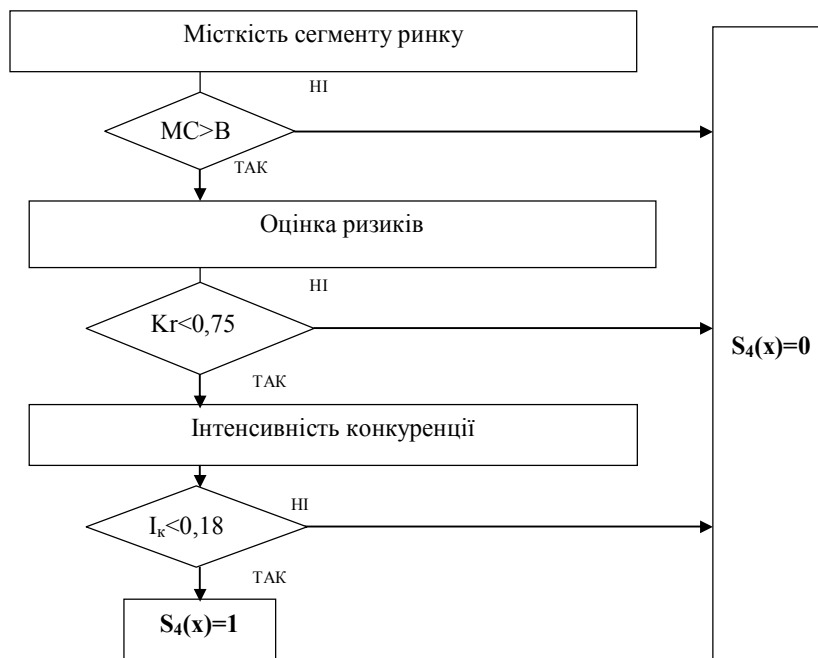 Місткість сегменту ринку
НІ
МС>В
ТАК
Оцінка ризиків
НІ
Kr<0,75
S₄(x)=0
ТАК
Інтенсивність конкуренції
НІ
Iк<0,18
ТАК
S₄(x)=1